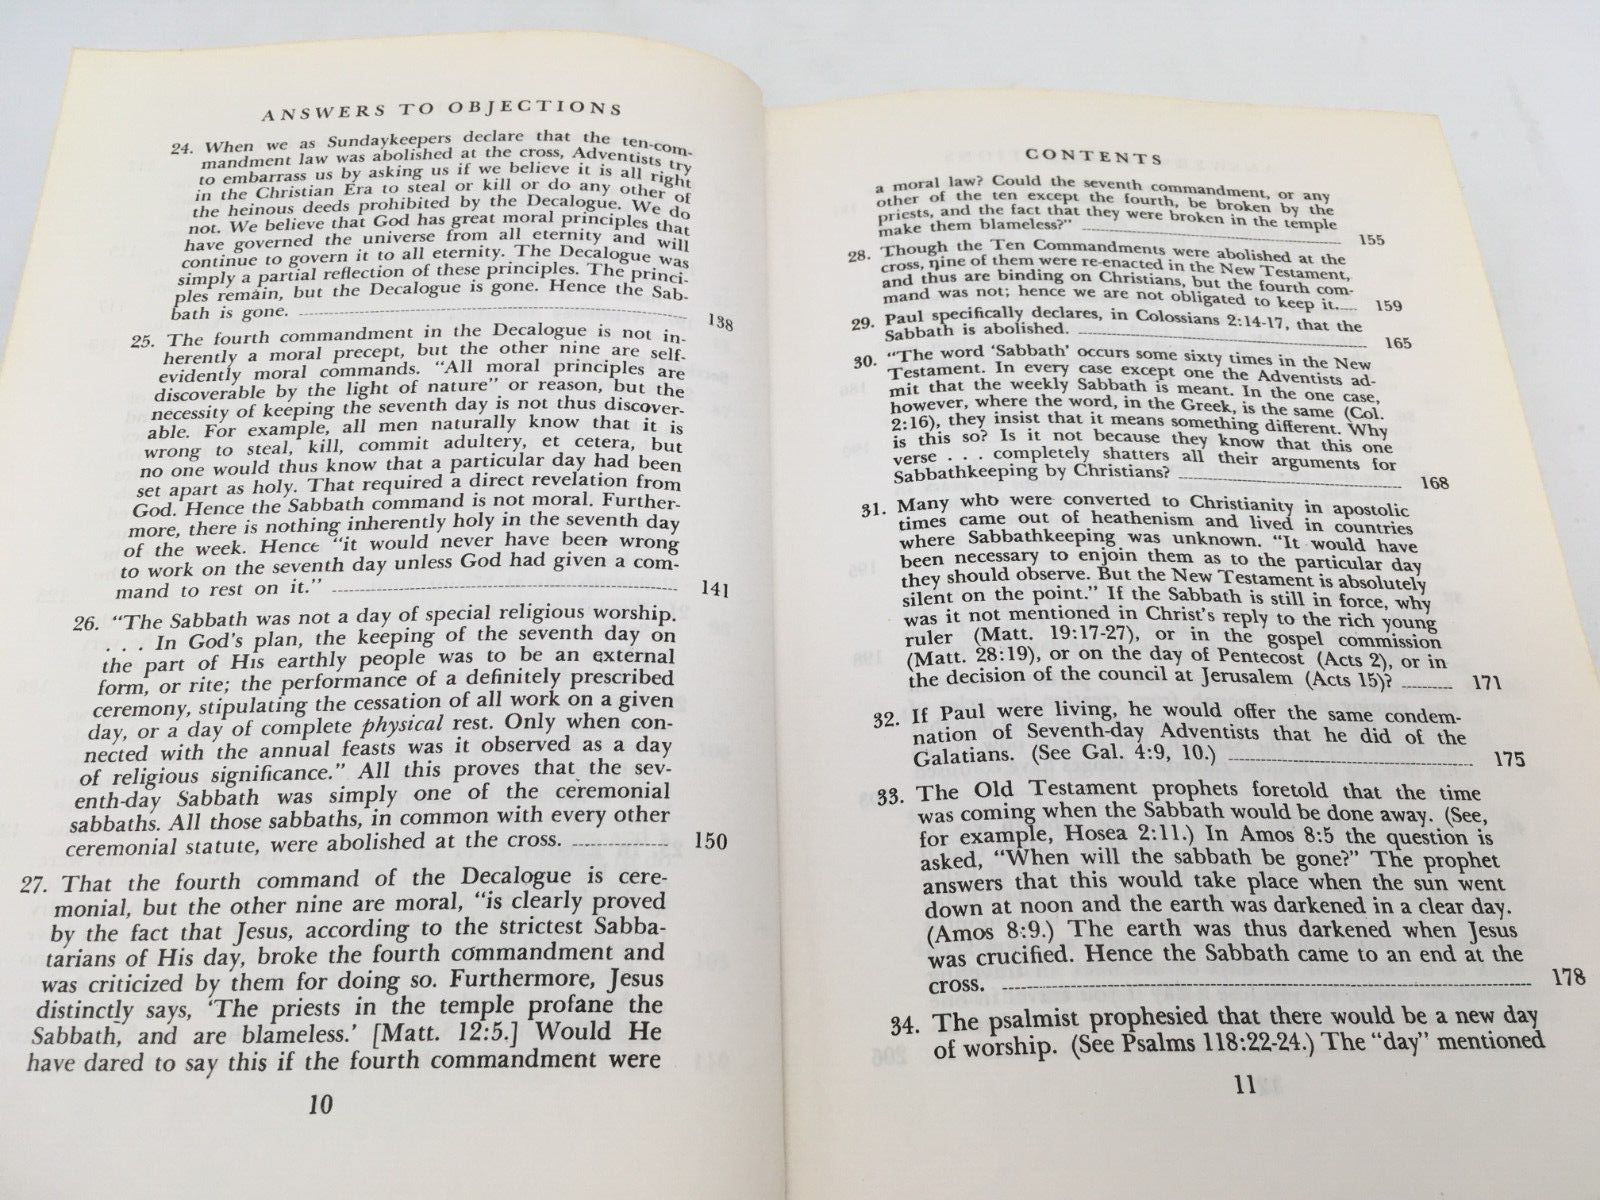 ANSWERS TO OBJECTIONS
24. When we as Sundaykeepers declare that the ten-com-
mandment law was abolished at the cross, Adventists try
to embarrass us by asking us if we believe it is all right
in the Christian Era to steal or kill or do any other of
the heinous deeds prohibited by the Decalogue. We do
not. We believe that God has great moral principles that
have governed the universe from all eternity and will
continue to govern it to all eternity. The Decalogue was
simply a partial reflection of these principles. The princi-
ples remain, but the Decalogue is gone. Hence the Sab-
bath is gone. 138
25. The fourth commandment in the Decalogue is not in-
herently a moral precept, but the other nine are self-
evidently moral commands. "All moral principles are
discoverable by the light of nature" or reason, but the
necessity of keeping the seventh day is not thus discover-
able. For example, all men naturally know that it is
wrong to steal, kill, commit adultery, et cetera, but
no one would thus know that a particular day had been
set apart as holy. That required a direct revelation from
God. Hence the Sabbath command is not moral. Further-
more, there is nothing inherently holy in the seventh day
of the week. Hence "it would never have been wrong
to work on the seventh day unless God had given a com-
mand to rest on it." 141
26. "The Sabbath was not a day of special religious worship.
. . . In God's plan, the keeping of the seventh day on
the part of His earthly people was to be an external
form, or rite; the performance of a definitely prescribed
ceremony, stipulating the cessation of all work on a given
day, or a day of complete physical rest. Only when con-
nected with the annual feasts was it observed as a day
of religious significance." All this proves that the sev-
enth-day Sabbath was simply one of the ceremonial
sabbaths. All those sabbaths, in common with every other
ceremonial statute, were abolished at the cross. 150
27. That the fourth command of the Decalogue is cere-
monial, but the other nine are moral, "is clearly proved
by the fact that Jesus, according to the strictest Sabba-
tarians of His day, broke the fourth commandment and
was criticized by them for doing so. Furthermore, Jesus
distinctly says, 'The priests in the temple profane the
Sabbath, and are blameless.' [Matt. 12:5.] Would He
have dared to say this if the fourth commandment were
10
CONTENTS
a moral law? Could the seventh commandment, or any
other of the ten except the fourth, be broken by the
priests, and the fact that they were broken in the temple
make them blameless?" 155
28. Though the Ten Commandments were abolished at the
cross, nine of them were re-enacted in the New Testament,
and thus are binding on Christians, but the fourth com-
mand was not; hence we are not obligated to keep it. 159
29. Paul specifically declares, in Colossians 2:14-17, that the
Sabbath is abolished. 165
30. "The word 'Sabbath' occurs some sixty times in the New
Testament. In every case except one the Adventists ad-
mit that the weekly Sabbath is meant. In the one case,
however, where the word, in the Greek, is the same (Col.
2:16), they insist that it means something different. Why
is this so? Is it not because they know that this one
verse . . . completely shatters all their arguments for
Sabbathkeeping by Christians? 168
31. Many who were converted to Christianity in apostolic
times came out of heathenism and lived in countries
where Sabbathkeeping was unknown. "It would have
been necessary to enjoin them as to the particular day
they should observe. But the New Testament is absolutely
silent on the point." If the Sabbath is still in force, why
was it not mentioned in Christ's reply to the rich young
ruler (Matt. 19:17-27), or in the gospel commission
(Matt. 28:19), or on the day of Pentecost (Acts 2), or in
the decision of the council at Jerusalem (Acts 15)? 171
32. If Paul were living, he would offer the same condem-
nation of Seventh-day Adventists that he did of the
Galatians. (See Gal. 4:9, 10.) 175
33. The Old Testament prophets foretold that the time
was coming when the Sabbath would be done away. (See,
for example, Hosea 2:11.) In Amos 8:5 the question is
asked, "When will the sabbath be gone?" The prophet
answers that this would take place when the sun went
down at noon and the earth was darkened in a clear day.
(Amos 8:9.) The earth was thus darkened when Jesus
was crucified. Hence the Sabbath came to an end at the
cross. 178
34. The psalmist prophesied that there would be a new day
of worship. (See Psalms 118:22-24.) The "day" mentioned
11